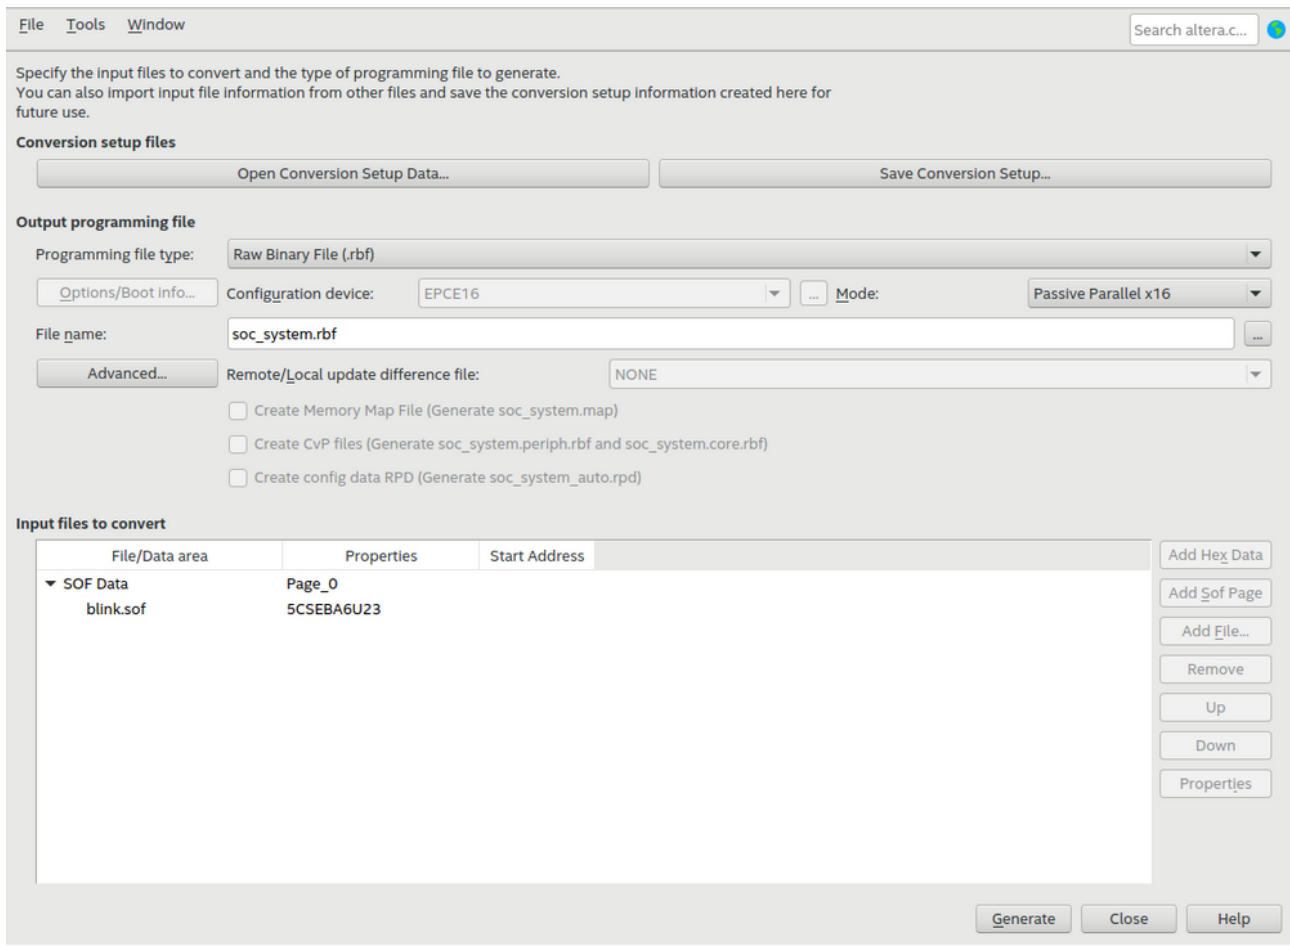 File Tools Window Search altera.c...
Specify the input files to convert and the type of programming file to generate.
You can also import input file information from other files and save the conversion setup information created here for
future use.
Conversion setup files
Open Conversion Setup Data... Save Conversion Setup...
Output programming file
Programming file type: Raw Binary File (.rbf)
Options/Boot info... Configuration device: EPCE16 ... Mode: Passive Parallel x16
File name: soc_system.rbf ...
Advanced... Remote/Local update difference file: NONE
Create Memory Map File (Generate soc_system.map)
Create CvP files (Generate soc_system.periph.rbf and soc_system.core.rbf)
Create config data RPD (Generate soc_system_auto.rpd)
Input files to convert
File/Data area Properties Start Address Add Hex Data
SOF Data Page_0 Add Sof Page
blink.sof 5CSEBA6U23
Add File...
Remove
Up
Down
Properties
Generate Close Help